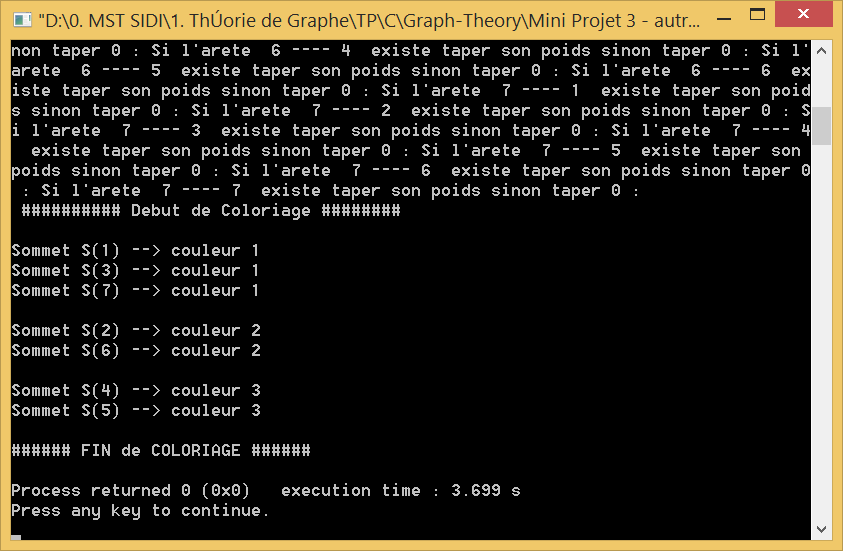 "D:\0. MST SIDI\1. ThÚorie de Graphe\TP\C\Graph-Theory\Mini Projet 3 - autr...
non taper 0 : Si l'arete  6 ---- 4  existe taper son poids sinon taper 0 : Si l'
arete  6 ---- 5  existe taper son poids sinon taper 0 : Si l'arete  6 ---- 6  ex
iste taper son poids sinon taper 0 : Si l'arete  7 ---- 1  existe taper son poid
s sinon taper 0 : Si l'arete  7 ---- 2  existe taper son poids sinon taper 0 : S
i l'arete  7 ---- 3  existe taper son poids sinon taper 0 : Si l'arete  7 ---- 4
  existe taper son poids sinon taper 0 : Si l'arete  7 ---- 5  existe taper son 
poids sinon taper 0 : Si l'arete  7 ---- 6  existe taper son poids sinon taper 0
 : Si l'arete  7 ---- 7  existe taper son poids sinon taper 0 :
 ########## Debut de Coloriage ########
Sommet S(1) --> couleur 1
Sommet S(3) --> couleur 1
Sommet S(7) --> couleur 1
Sommet S(2) --> couleur 2
Sommet S(6) --> couleur 2
Sommet S(4) --> couleur 3
Sommet S(5) --> couleur 3
###### FIN de COLORIAGE ######
Process returned 0 (0x0)   execution time : 3.699 s
Press any key to continue.